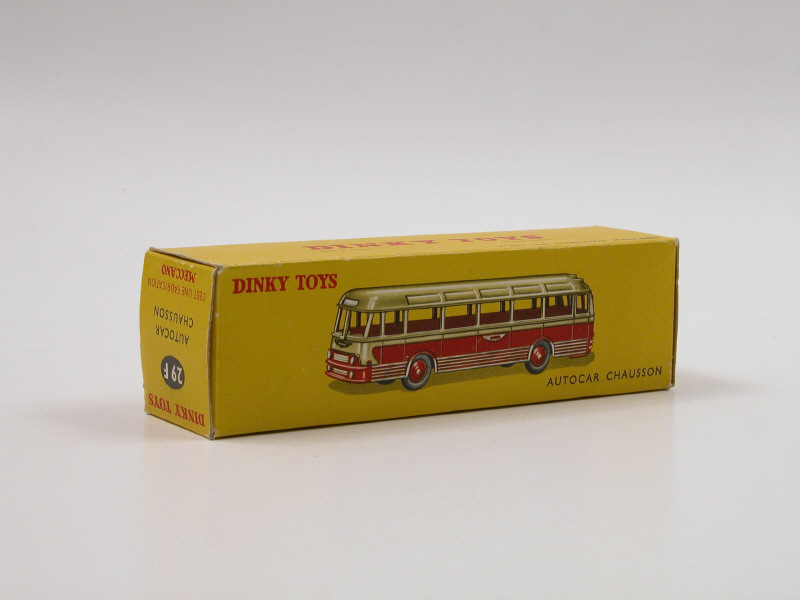 DINKY TOYS
DINKY TOYS
AUTOCAR CHAUSSON
C'EST UNE FABRICATION
MECCANO
AUTOCAR
CHAUSSON
29 F
DINKY TOYS